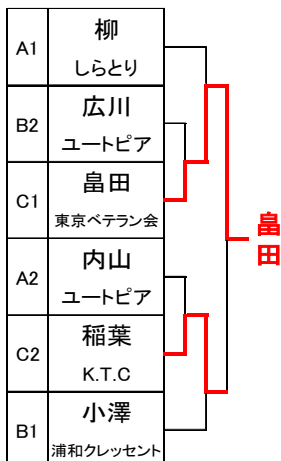 A1
柳
しらとり
B2
広川
ユートピア
C1
畠田
東京ベテラン会
A2
内山
ユートピア
C2
稲葉
K.T.C
B1
小澤
浦和クレッセント
畠田